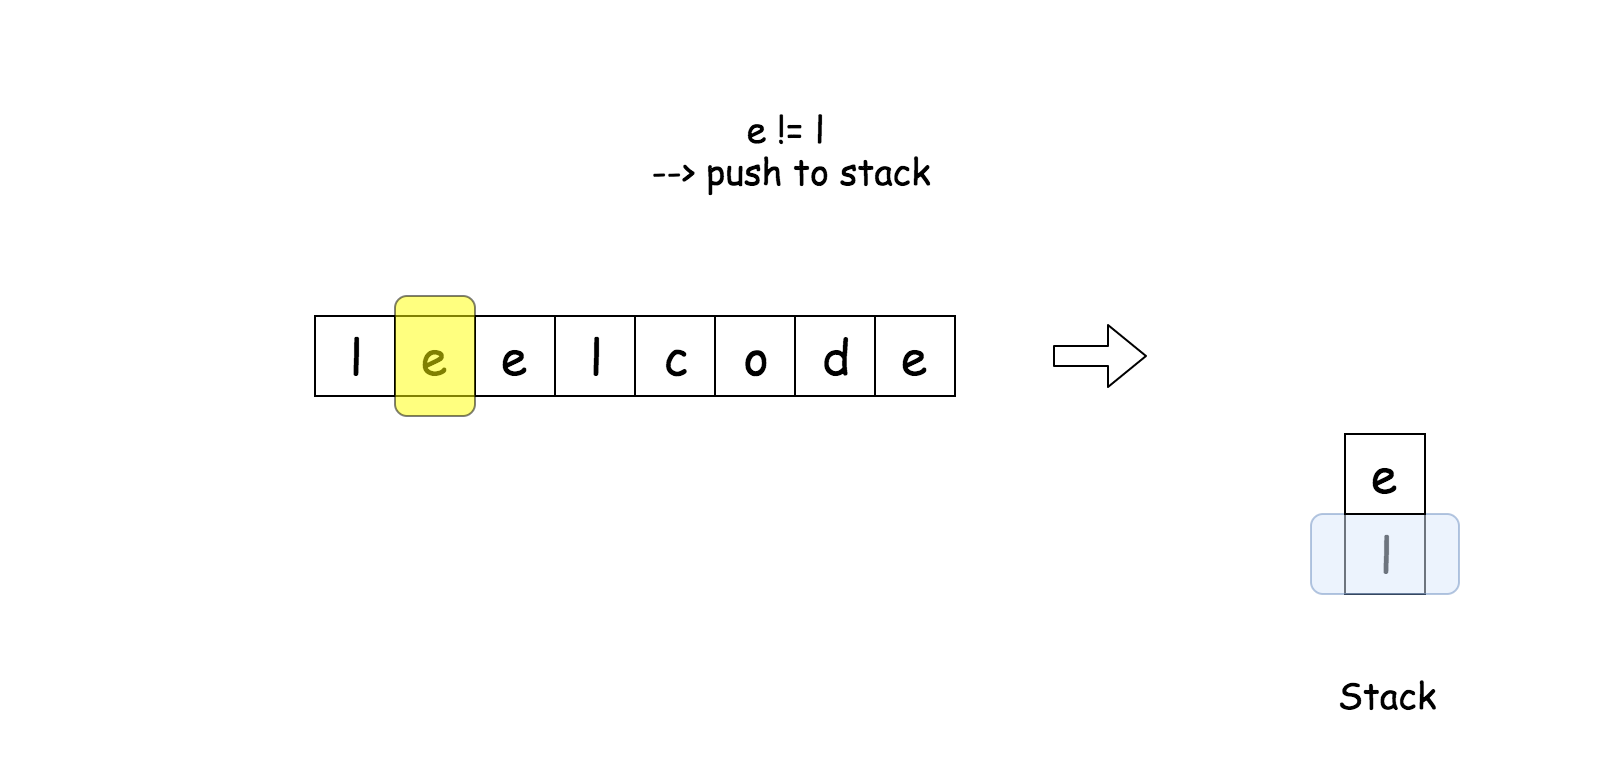 e != l
--> push to stack
l e e l c o d e
e
l
Stack